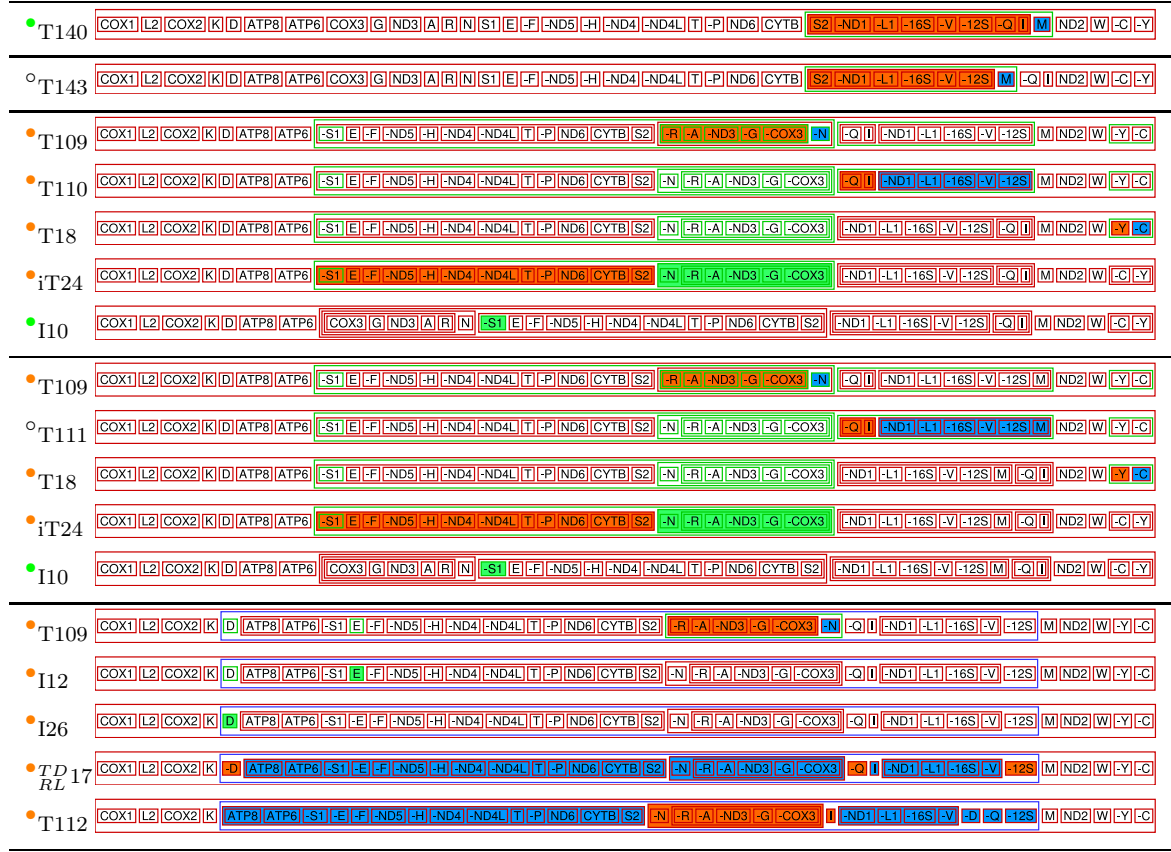 T140 COX1 L2 COX2 K D ATP8 ATP6 COX3 G ND3 A R N S1 E -F -ND5 -H -ND4 -ND4L T -P ND6 CYTB S2 -ND1 -L1 -16S -V -12S -Q I M ND2 W -C -Y
T143 COX1 L2 COX2 K D ATP8 ATP6 COX3 G ND3 A R N S1 E -F -ND5 -H -ND4 -ND4L T -P ND6 CYTB S2 -ND1 -L1 -16S -V -12S M -Q I ND2 W -C -Y
T109 COX1 L2 COX2 K D ATP8 ATP6 -S1 E -F -ND5 -H -ND4 -ND4L T -P ND6 CYTB S2 -R -A -ND3 -G -COX3 -N -Q I -ND1 -L1 -16S -V -12S M ND2 W -Y -C
T110 COX1 L2 COX2 K D ATP8 ATP6 -S1 E -F -ND5 -H -ND4 -ND4L T -P ND6 CYTB S2 -N -R -A -ND3 -G -COX3 -Q I -ND1 -L1 -16S -V -12S M ND2 W -Y -C
T18 COX1 L2 COX2 K D ATP8 ATP6 -S1 E -F -ND5 -H -ND4 -ND4L T -P ND6 CYTB S2 -N -R -A -ND3 -G -COX3 -ND1 -L1 -16S -V -12S -Q I M ND2 W -Y -C
iT24 COX1 L2 COX2 K D ATP8 ATP6 -S1 E -F -ND5 -H -ND4 -ND4L T -P ND6 CYTB S2 -N -R -A -ND3 -G -COX3 -ND1 -L1 -16S -V -12S -Q I M ND2 W -C -Y
I10 COX1 L2 COX2 K D ATP8 ATP6 COX3 G ND3 A R N -S1 E -F -ND5 -H -ND4 -ND4L T -P ND6 CYTB S2 -ND1 -L1 -16S -V -12S -Q I M ND2 W -C -Y
T109 COX1 L2 COX2 K D ATP8 ATP6 -S1 E -F -ND5 -H -ND4 -ND4L T -P ND6 CYTB S2 -R -A -ND3 -G -COX3 -N -Q I -ND1 -L1 -16S -V -12S M ND2 W -Y -C
T111 COX1 L2 COX2 K D ATP8 ATP6 -S1 E -F -ND5 -H -ND4 -ND4L T -P ND6 CYTB S2 -N -R -A -ND3 -G -COX3 -Q I -ND1 -L1 -16S -V -12S M ND2 W -Y -C
T18 COX1 L2 COX2 K D ATP8 ATP6 -S1 E -F -ND5 -H -ND4 -ND4L T -P ND6 CYTB S2 -N -R -A -ND3 -G -COX3 -ND1 -L1 -16S -V -12S M -Q I ND2 W -Y -C
iT24 COX1 L2 COX2 K D ATP8 ATP6 -S1 E -F -ND5 -H -ND4 -ND4L T -P ND6 CYTB S2 -N -R -A -ND3 -G -COX3 -ND1 -L1 -16S -V -12S M -Q I ND2 W -C -Y
I10 COX1 L2 COX2 K D ATP8 ATP6 COX3 G ND3 A R N -S1 E -F -ND5 -H -ND4 -ND4L T -P ND6 CYTB S2 -ND1 -L1 -16S -V -12S M -Q I ND2 W -C -Y
T109 COX1 L2 COX2 K D ATP8 ATP6 -S1 E -F -ND5 -H -ND4 -ND4L T -P ND6 CYTB S2 -R -A -ND3 -G -COX3 -N -Q I -ND1 -L1 -16S -V -12S M ND2 W -Y -C
I12 COX1 L2 COX2 K D ATP8 ATP6 -S1 E -F -ND5 -H -ND4 -ND4L T -P ND6 CYTB S2 -N -R -A -ND3 -G -COX3 -Q I -ND1 -L1 -16S -V -12S M ND2 W -Y -C
I26 COX1 L2 COX2 K D ATP8 ATP6 -S1 -E -F -ND5 -H -ND4 -ND4L T -P ND6 CYTB S2 -N -R -A -ND3 -G -COX3 -Q I -ND1 -L1 -16S -V -12S M ND2 W -Y -C
TD RL 17 COX1 L2 COX2 K -D ATP8 ATP6 -S1 -E -F -ND5 -H -ND4 -ND4L T -P ND6 CYTB S2 -N -R -A -ND3 -G -COX3 -Q I -ND1 -L1 -16S -V -12S M ND2 W -Y -C
T112 COX1 L2 COX2 K ATP8 ATP6 -S1 -E -F -ND5 -H -ND4 -ND4L T -P ND6 CYTB S2 -N -R -A -ND3 -G -COX3 I -ND1 -L1 -16S -V -D -Q -12S M ND2 W -Y -C